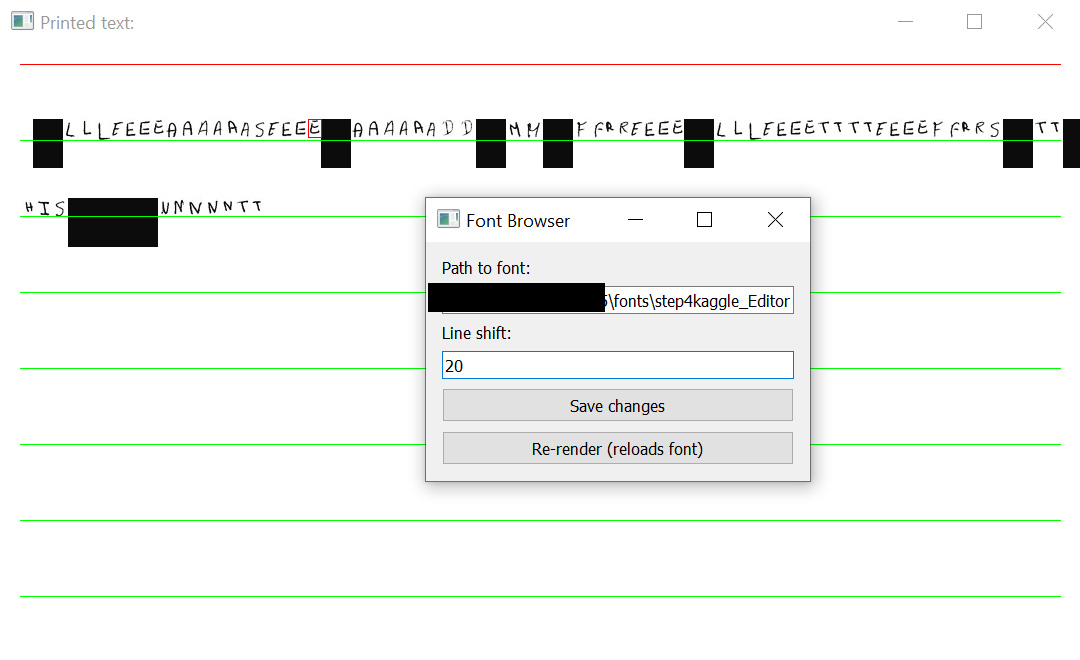 Printed text:
LLLEEEEAAAAAASEEEE AAAAAADD MM FFRREEEE LLLEEEETTTTEEEEFFRRS TT
HIS NNNNNTT
Font Browser
Path to font:
\fonts\step4kaggle_Editor
Line shift:
20
Save changes
Re-render (reloads font)